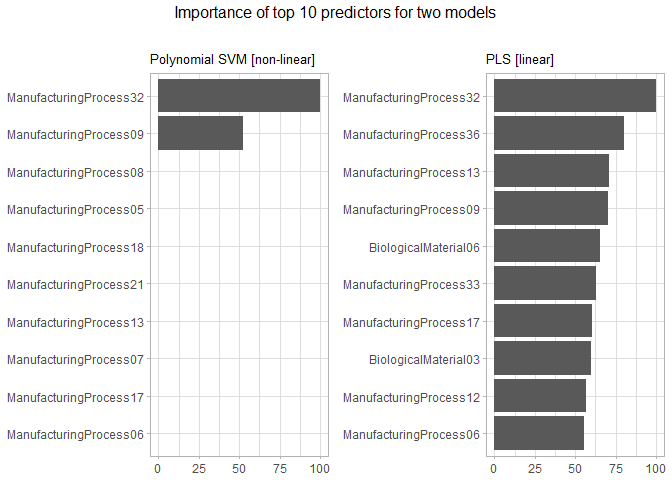 Importance of top 10 predictors for two models
Polynomial SVM [non-linear]
ManufacturingProcess32
ManufacturingProcess09
ManufacturingProcess08
ManufacturingProcess05
ManufacturingProcess18
ManufacturingProcess21
ManufacturingProcess13
ManufacturingProcess07
ManufacturingProcess17
ManufacturingProcess06
0 25 50 75 100
PLS [linear]
ManufacturingProcess32
ManufacturingProcess36
ManufacturingProcess13
ManufacturingProcess09
BiologicalMaterial06
ManufacturingProcess33
ManufacturingProcess17
BiologicalMaterial03
ManufacturingProcess12
ManufacturingProcess06
0 25 50 75 100